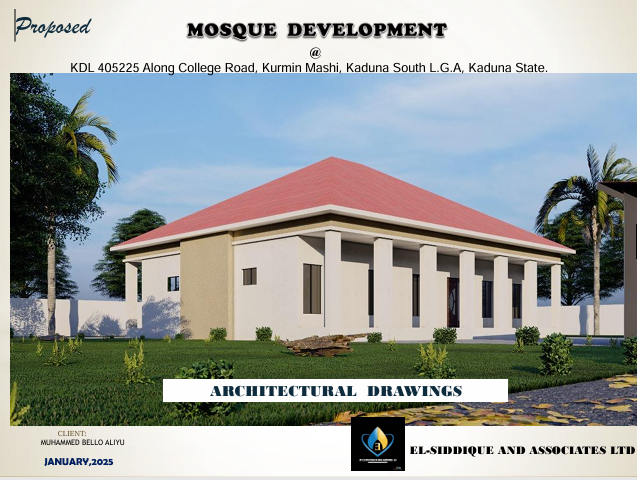 Proposed
MOSQUE DEVELOPMENT
@
KDL 405225 Along College Road, Kurmin Mashi, Kaduna South L.G.A, Kaduna State.
ARCHITECTURAL DRAWINGS
CLIENT:
MUHAMMED BELLO ALIYU
JANUARY,2025
EL-SIDDIQUE AND ASSOCIATES LTD